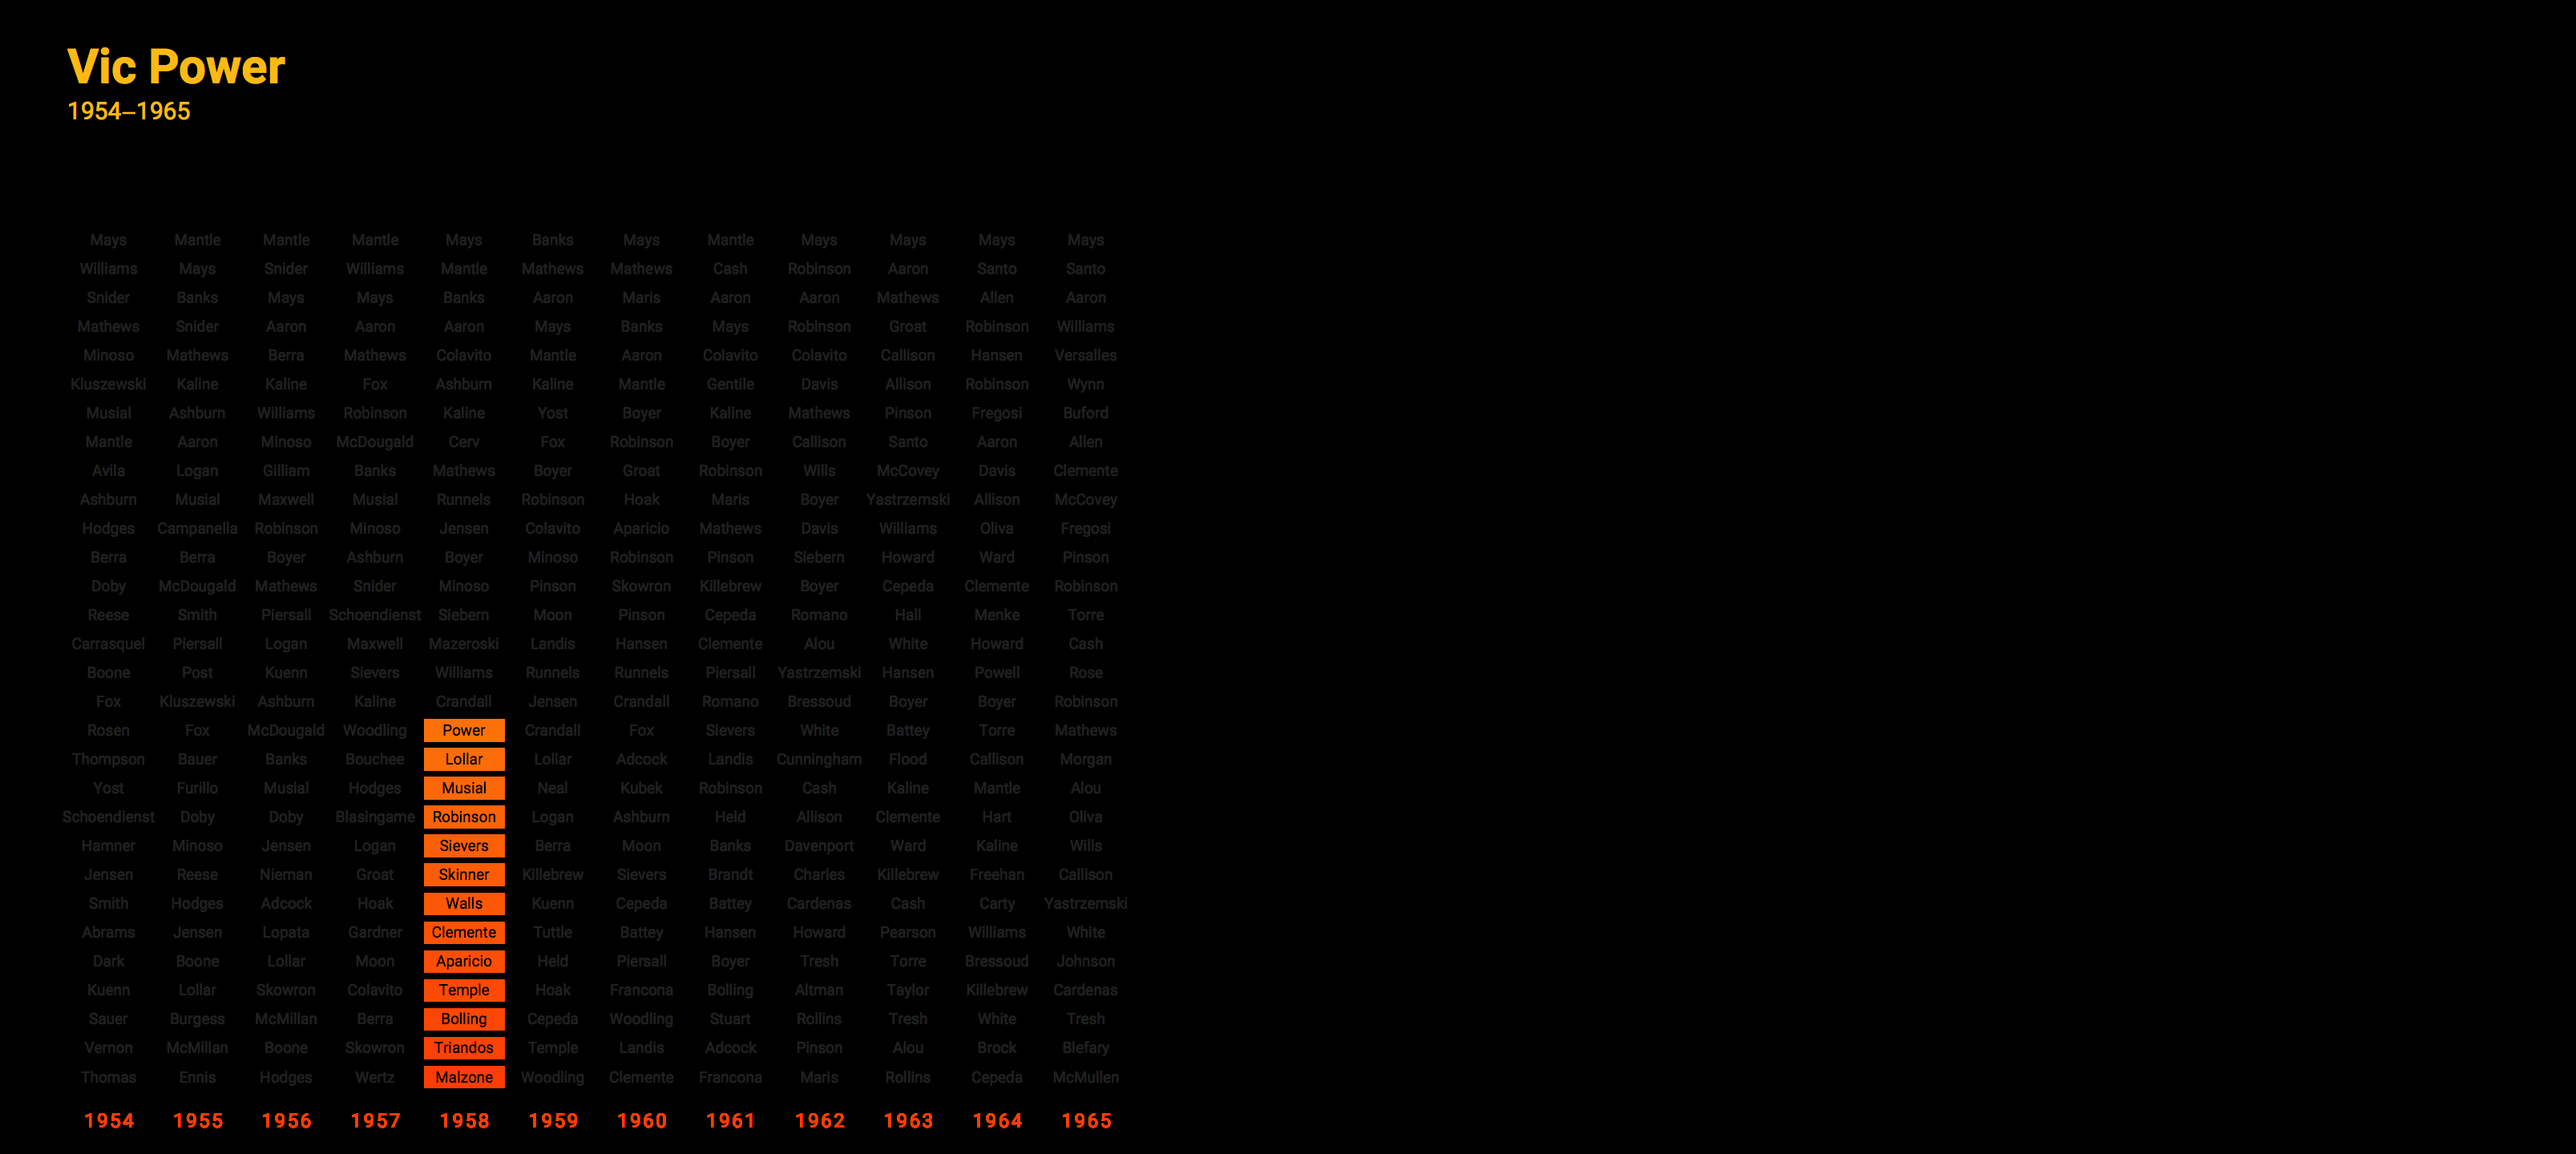 Vic Power
1954–1965
Mays Mantle Mantle Mantle Mays Banks Mays Mantle Mays Mays Mays Mays
Williams Mays Snider Williams Mantle Mathews Mathews Cash Robinson Aaron Santo Santo
Snider Banks Mays Mays Banks Aaron Maris Aaron Aaron Mathews Allen Aaron
Mathews Snider Aaron Aaron Aaron Mays Banks Mays Robinson Groat Robinson Williams
Minoso Mathews Berra Mathews Colavito Mantle Aaron Colavito Colavito Callison Hansen Versalles
Kluszewski Kaline Kaline Fox Ashburn Kaline Mantle Gentile Davis Allison Robinson Wynn
Musial Ashburn Williams Robinson Kaline Yost Boyer Kaline Mathews Pinson Fregosi Buford
Mantle Aaron Minoso McDougald Cerv Fox Robinson Boyer Callison Santo Aaron Allen
Avila Logan Gilliam Banks Mathews Boyer Groat Robinson Wills McCovey Davis Clemente
Ashburn Musial Maxwell Musial Runnels Robinson Hoak Maris Boyer Yastrzemski Allison McCovey
Hodges Campanella Robinson Minoso Jensen Colavito Aparicio Mathews Davis Williams Oliva Fregosi
Berra Berra Boyer Ashburn Boyer Minoso Robinson Pinson Siebern Howard Ward Pinson
Doby McDougald Mathews Snider Minoso Pinson Skowron Killebrew Boyer Cepeda Clemente Robinson
Reese Smith Piersall Schoendienst Siebern Moon Pinson Cepeda Romano Hall Menke Torre
Carrasquel Piersall Logan Maxwell Mazeroski Landis Hansen Clemente Alou White Howard Cash
Boone Post Kuenn Sievers Williams Runnels Runnels Piersall Yastrzemski Hansen Powell Rose
Fox Kluszewski Ashburn Kaline Crandall Jensen Crandall Romano Bressoud Boyer Boyer Robinson
Rosen Fox McDougald Woodling Power Crandall Fox Sievers White Battey Torre Mathews
Thompson Bauer Banks Bouchee Lollar Lollar Adcock Landis Cunningham Flood Callison Morgan
Yost Furillo Musial Hodges Musial Neal Kubek Robinson Cash Kaline Mantle Alou
Schoendienst Doby Doby Blasingame Robinson Logan Ashburn Held Allison Clemente Hart Oliva
Hamner Minoso Jensen Logan Sievers Berra Moon Banks Davenport Ward Kaline Wills
Jensen Reese Nieman Groat Skinner Killebrew Sievers Brandt Charles Killebrew Freehan Callison
Smith Hodges Adcock Hoak Walls Kuenn Cepeda Battey Cardenas Cash Carty Yastrzemski
Abrams Jensen Lopata Gardner Clemente Tuttle Battey Hansen Howard Pearson Williams White
Dark Boone Lollar Moon Aparicio Held Piersall Boyer Tresh Torre Bressoud Johnson
Kuenn Lollar Skowron Colavito Temple Hoak Francona Bolling Altman Taylor Killebrew Cardenas
Sauer Burgess McMillan Berra Bolling Cepeda Woodling Stuart Rollins Tresh White Tresh
Vernon McMillan Boone Skowron Triandos Temple Landis Adcock Pinson Alou Brock Blefary
Thomas Ennis Hodges Wertz Malzone Woodling Clemente Francona Maris Rollins Cepeda McMullen
1954 1955 1956 1957 1958 1959 1960 1961 1962 1963 1964 1965